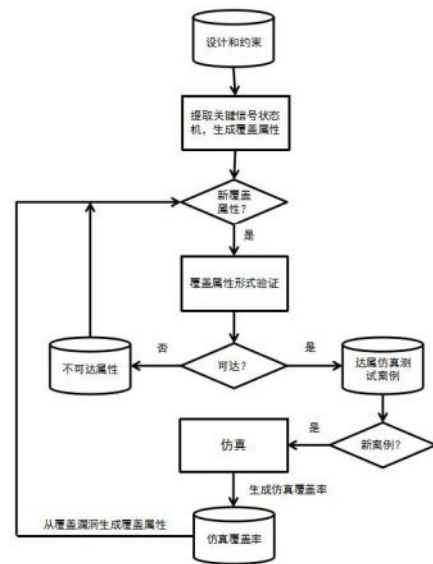 设计和约束
提取关键信号状态
机，生成覆盖属性
新覆盖
属性？
是
覆盖属性形式验证
否
是
不可达属性
可达？
达属仿真测
试案例
是
仿真
新案例？
生成仿真覆盖率
从覆盖漏洞生成覆盖属性
仿真覆盖率